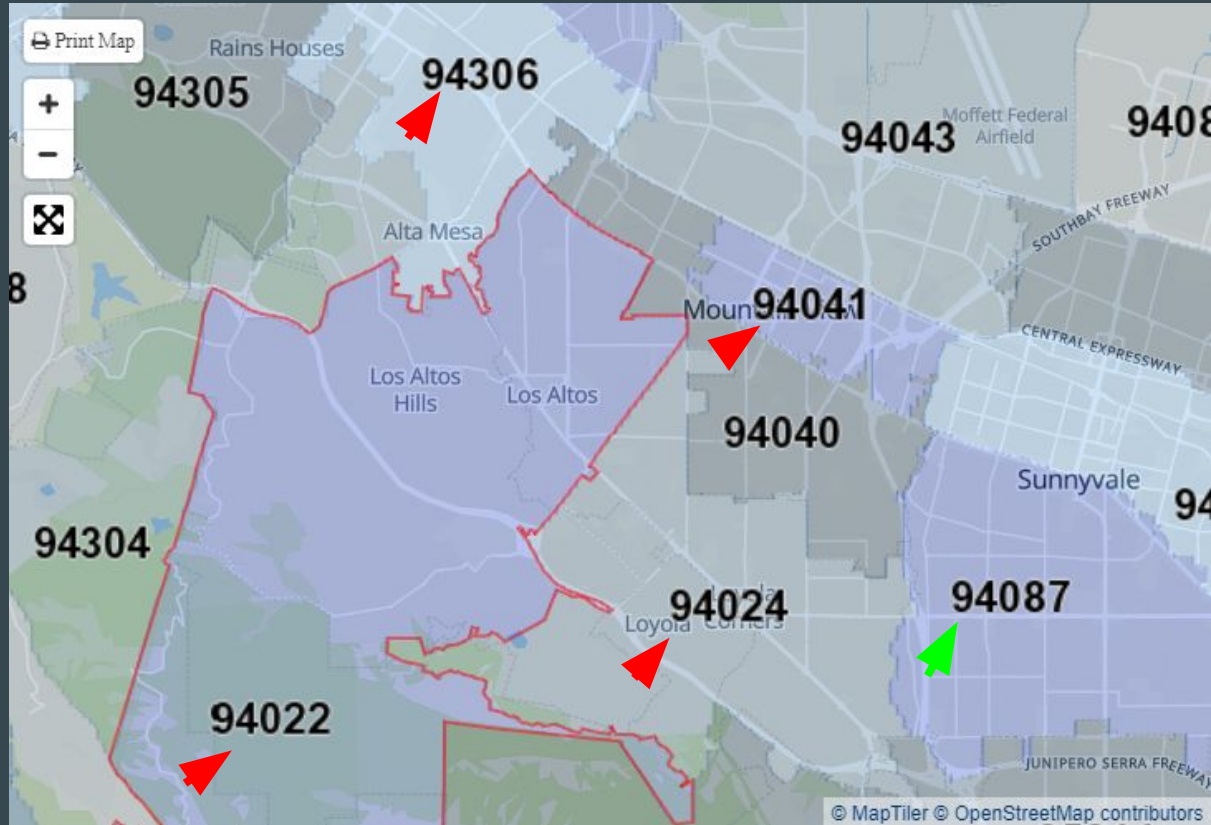 Print Map
Rains Houses
94306
94305
+
−
Moffett Federal
Airfield
94043
9408
SOUTHBAY FREEWAY
Alta Mesa
8
94041
CENTRAL EXPRESSWAY
Los Altos
Hills
Los Altos
94040
Sunnyvale
94
94304
94087
94024
Loyola
94022
JUNIPERO SERRA FREEWAY
© MapTiler © OpenStreetMap contributors